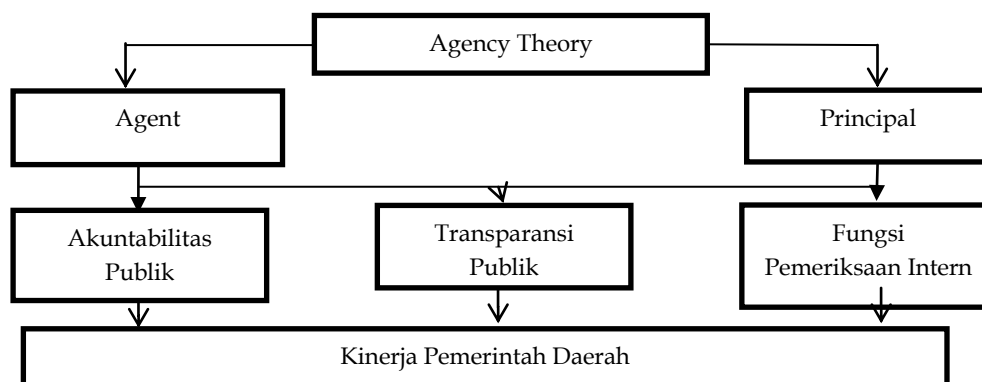 Agency Theory
Agent
Principal
Akuntabilitas
Publik
Transparansi
Publik
Fungsi
Pemeriksaan Intern
Kinerja Pemerintah Daerah